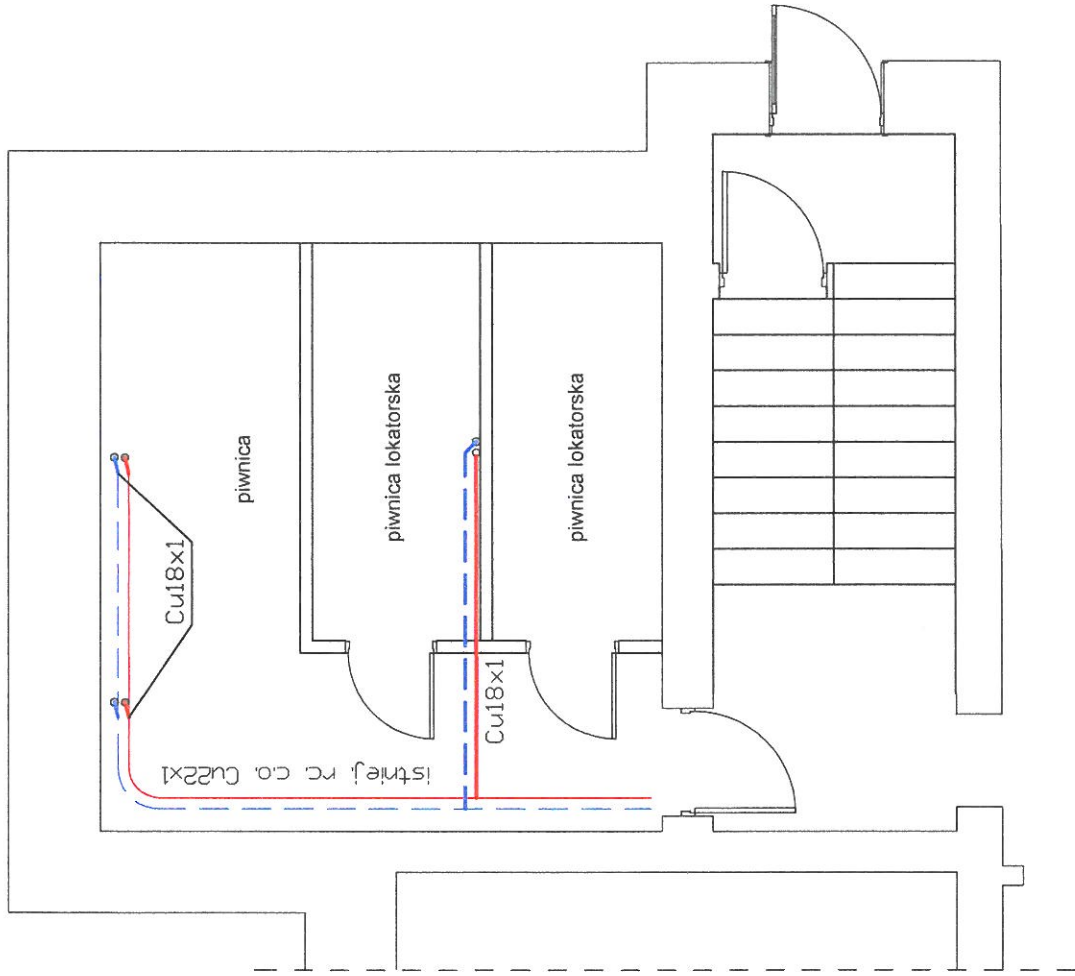 piwnica
piwnica lokatorska
piwnica lokatorska
Cu18x1
Cu18x1
istniej. rc. c.o. Cu22x1